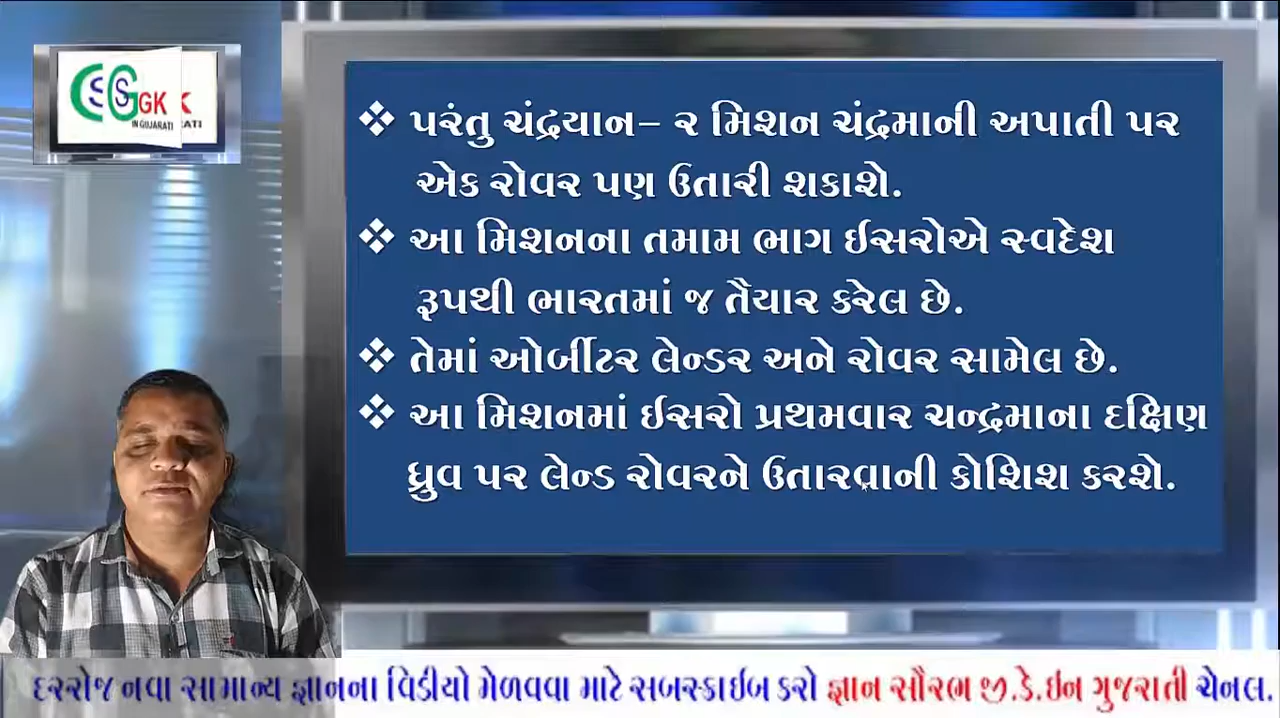 CSGGK K
IN GUJARATI RATI
❖ પરંતુ ચંદ્રયાન– ૨ મિશન ચંદ્રમાની અપાતી પર
એક રોવર પણ ઉતારી શકાશે.
❖ આ મિશનના તમામ ભાગ ઈસરોએ સ્વદેશ
રૂપથી ભારતમાં જ તૈયાર કરેલ છે.
❖ તેમાં ઓર્બીટર લેન્ડર અને રોવર સામેલ છે.
❖ આ મિશનમાં ઈસરો પ્રથમવાર ચન્દ્રમાના દક્ષિણ
ધ્રુવ પર લેન્ડ રોવરને ઉતારવાની કોશિશ કરશે.
દરરોજ નવા સામાન્ય જ્ઞાનના વિડીયો મેળવવા માટે સબસ્ક્રાઈબ કરો જ્ઞાન સૌરભ જી.કે.ઇન ગુજરાતી ચેનલ.